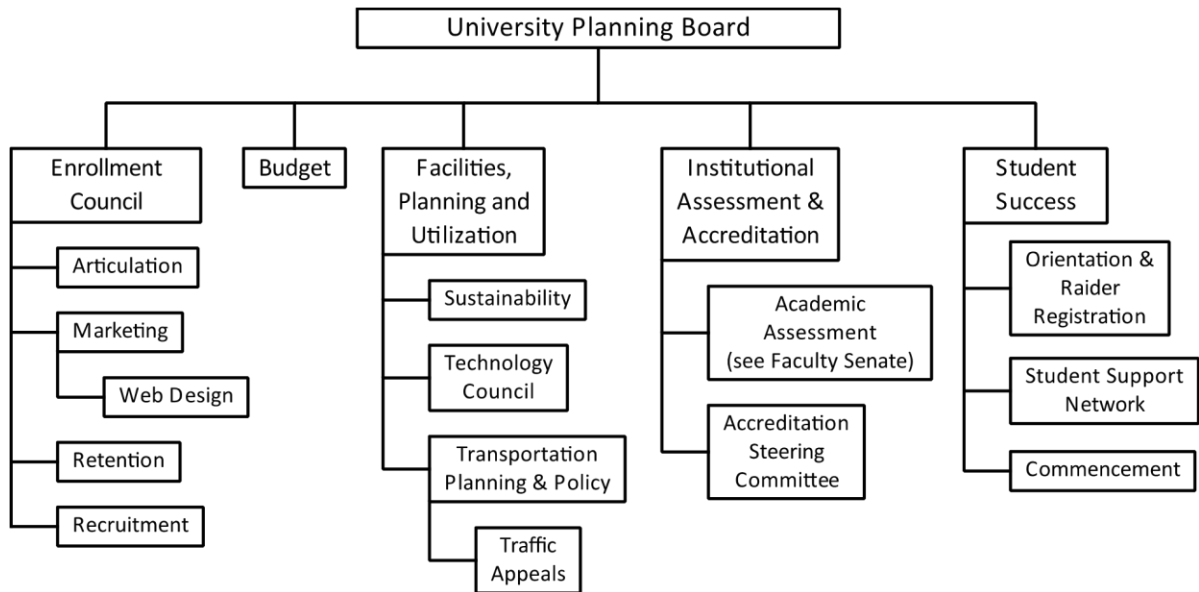 University Planning Board
Enrollment
Council
Articulation
Marketing
Web Design
Retention
Recruitment
Budget
Facilities,
Planning and
Utilization
Sustainability
Technology
Council
Transportation
Planning & Policy
Traffic
Appeals
Institutional
Assessment &
Accreditation
Academic
Assessment
(see Faculty Senate)
Accreditation
Steering
Committee
Student
Success
Orientation &
Raider
Registration
Student Support
Network
Commencement